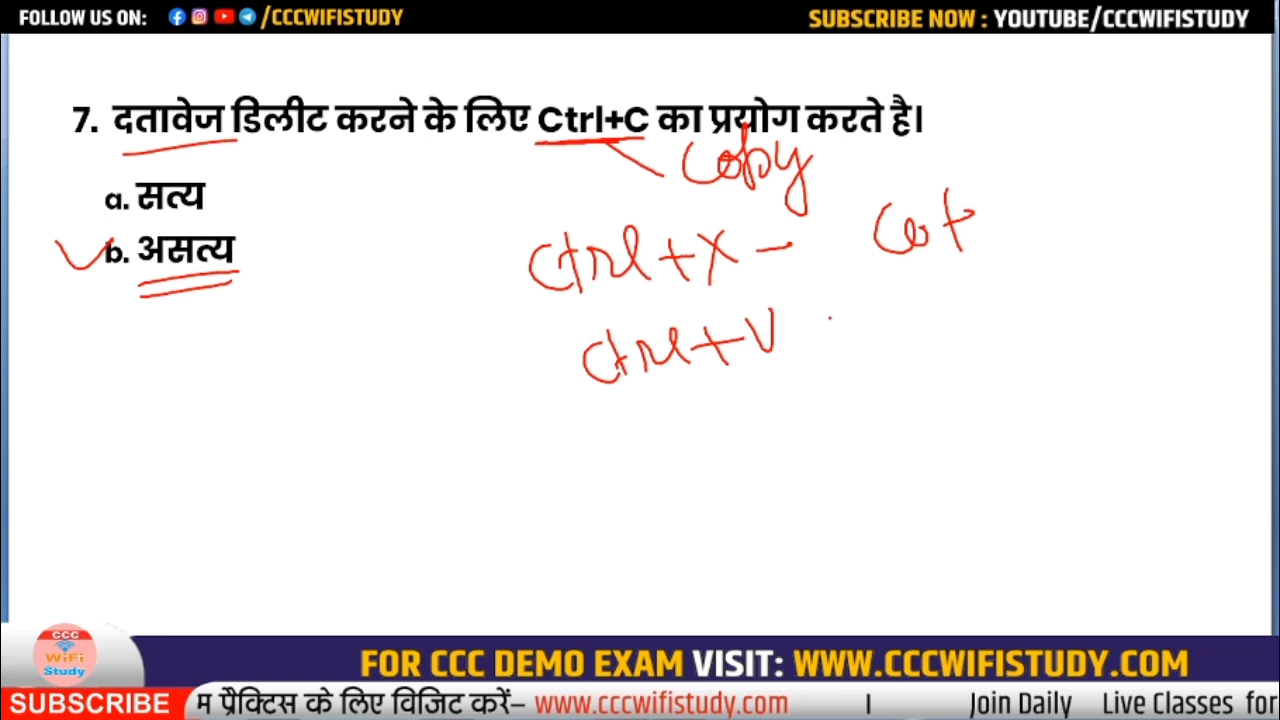 FOLLOW US ON: /CCCWIFISTUDY
SUBSCRIBE NOW : YOUTUBE/CCCWIFISTUDY
7. दतावेज डिलीट करने के लिए Ctrl+C का प्रयोग करते है।
Copy
a. सत्य
b. असत्य
Ctrl+X - Cut
Ctrl+V
CCC
WiFi
Study
FOR CCC DEMO EXAM VISIT: WWW.CCCWIFISTUDY.COM
SUBSCRIBE
म प्रैक्टिस के लिए विजिट करें– www.cccwifistudy.com I Join Daily Live Classes for